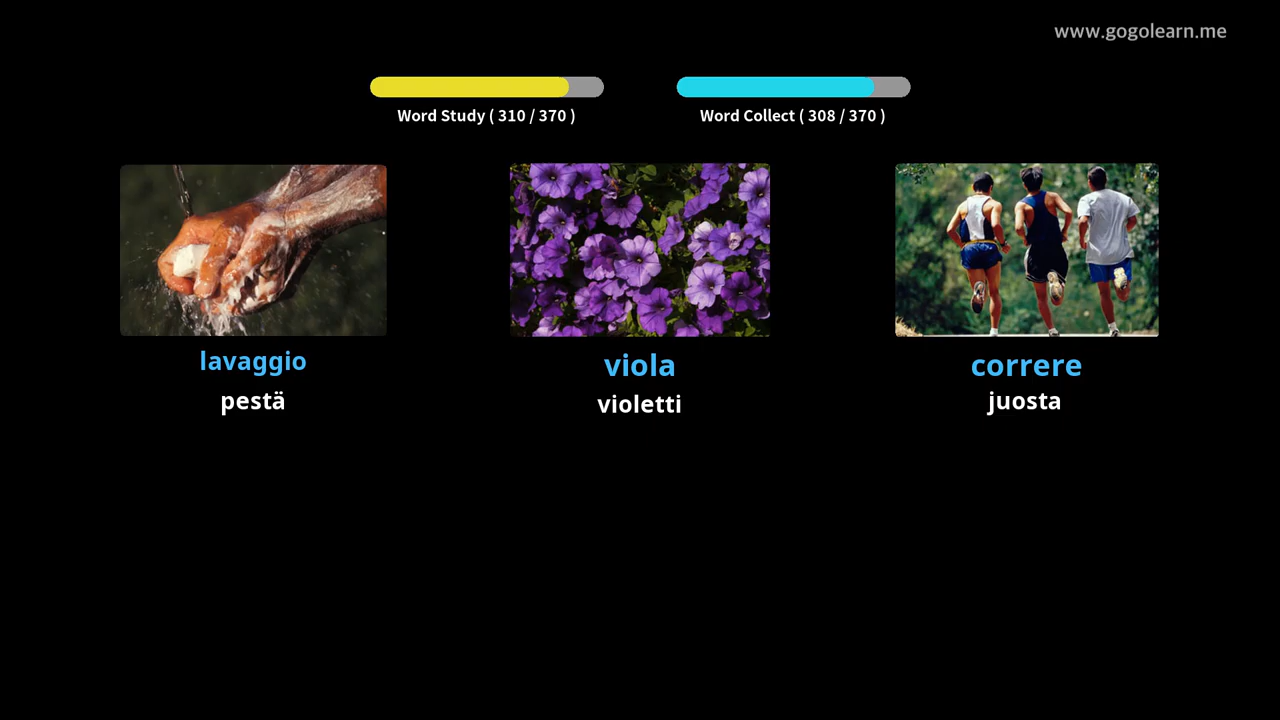 www.gogolearn.me
Word Study ( 310 / 370 )
Word Collect ( 308 / 370 )
lavaggio
pestä
viola
violetti
correre
juosta